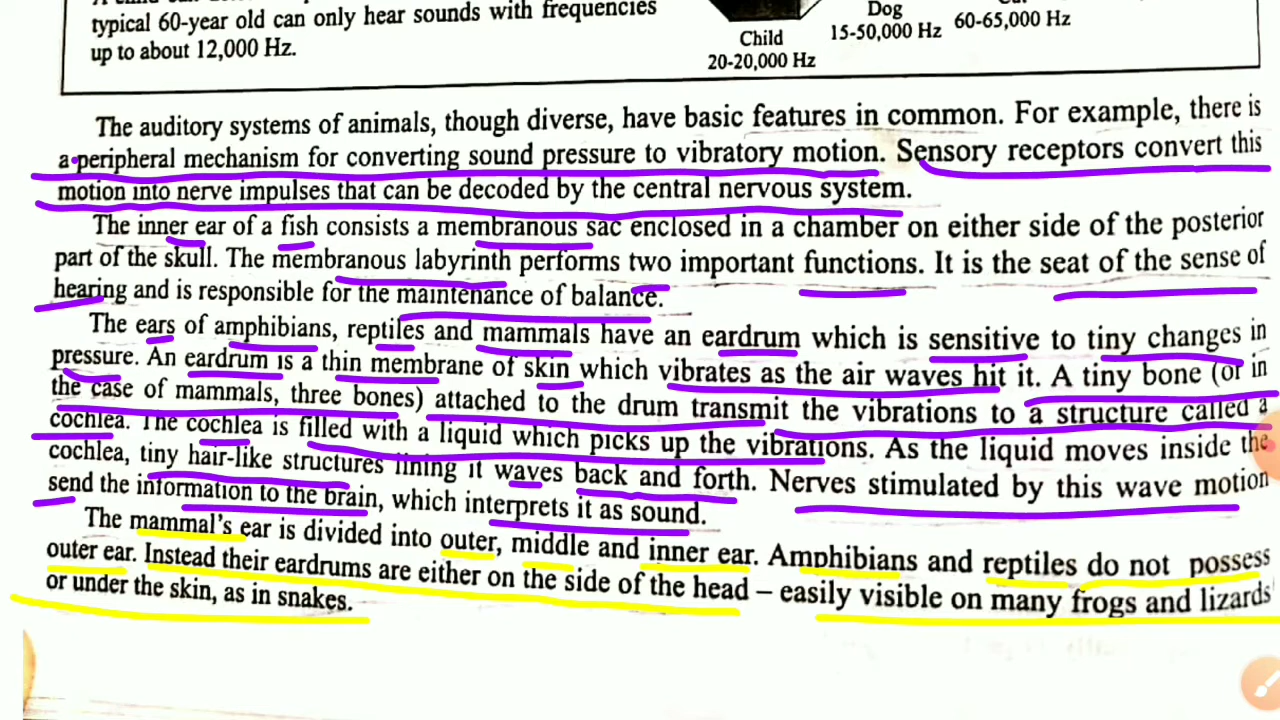 typical 60-year old can only hear sounds with frequencies
up to about 12,000 Hz.
Child
20-20,000 Hz
Dog
15-50,000 Hz
60-65,000 Hz
The auditory systems of animals, though diverse, have basic features in common. For example, there is
a peripheral mechanism for converting sound pressure to vibratory motion. Sensory receptors convert this
motion into nerve impulses that can be decoded by the central nervous system.
The inner ear of a fish consists a membranous sac enclosed in a chamber on either side of the posterior
part of the skull. The membranous labyrinth performs two important functions. It is the seat of the sense of
hearing and is responsible for the maintenance of balance.
The ears of amphibians, reptiles and mammals have an eardrum which is sensitive to tiny changes in
pressure. An eardrum is a thin membrane of skin which vibrates as the air waves hit it. A tiny bone (or in
the case of mammals, three bones) attached to the drum transmit the vibrations to a structure called a
cochlea. The cochlea is filled with a liquid which picks up the vibrations. As the liquid moves inside the
cochlea, tiny hair-like structures lining it waves back and forth. Nerves stimulated by this wave motion
send the information to the brain, which interprets it as sound.
The mammal's ear is divided into outer, middle and inner ear. Amphibians and reptiles do not possess
outer ear. Instead their eardrums are either on the side of the head – easily visible on many frogs and lizards
or under the skin, as in snakes.